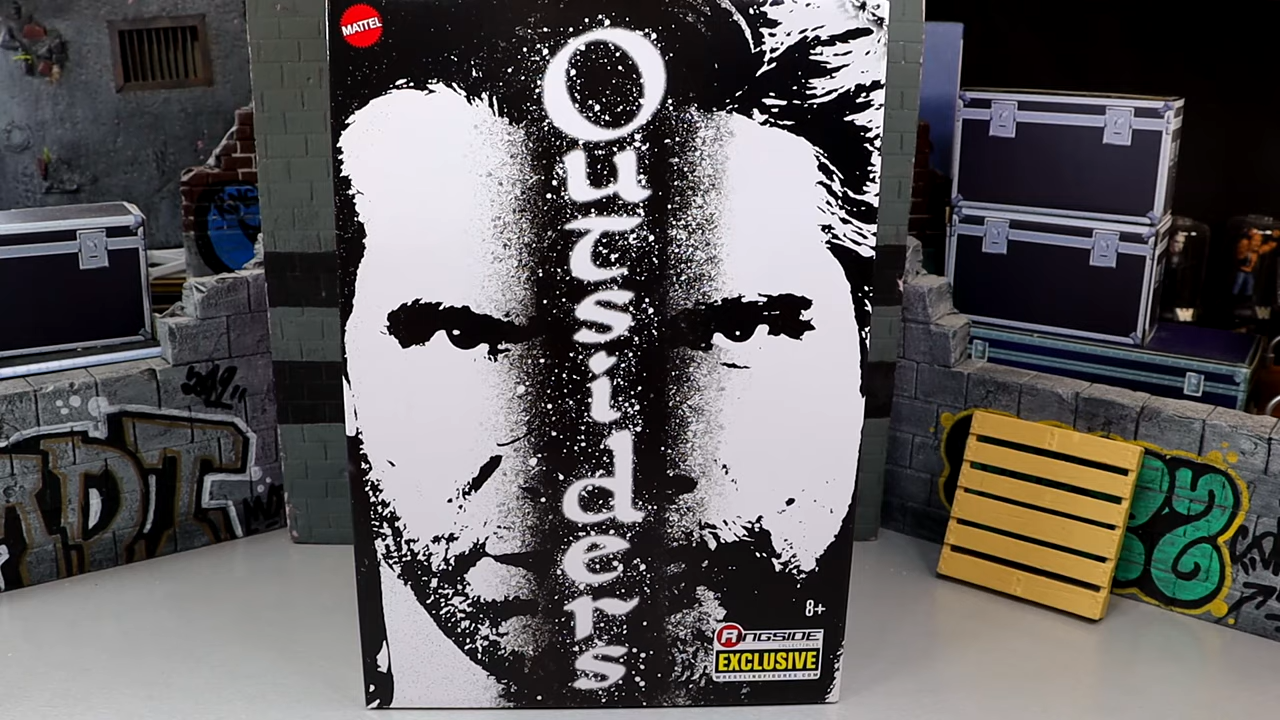 MATTEL
Outsiders
8+
RINGSIDE
COLLECTIBLES
EXCLUSIVE
WRESTLINGFIGURES.COM